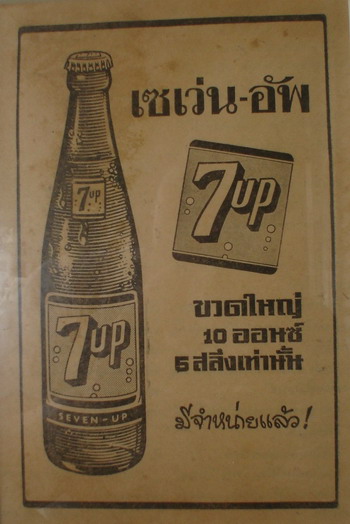 เซเว่น-อัพ
7up
7up
ขวดใหญ่
10 ออนซ์
5 สลึงเท่านั้น
7up
SEVEN-UP
มีจำหน่ายแล้ว!